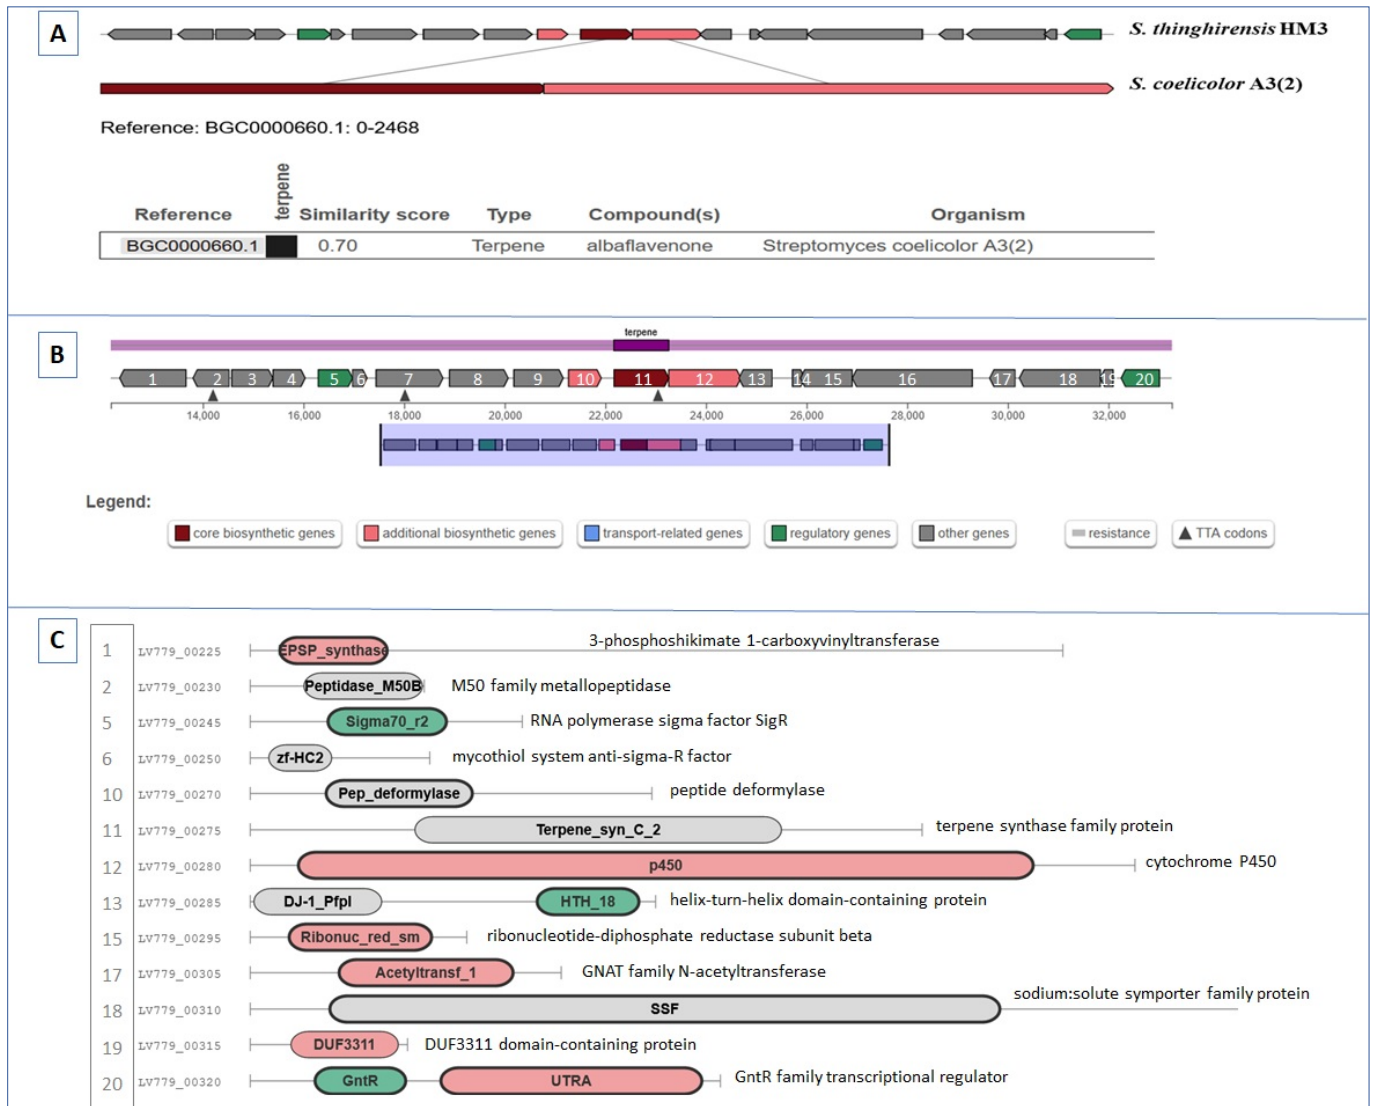 A
S. thinghirensis HM3
S. coelicolor A3(2)
Reference: BGC0000660.1: 0-2468
terpene
Reference Similarity score Type Compound(s) Organism
BGC0000660.1 0.70 Terpene albaflavenone Streptomyces coelicolor A3(2)
B
terpene
1 2 3 4 5 6 7 8 9 10 11 12 13 14 15 16 17 18 19 20
14,000 16,000 18,000 20,000 22,000 24,000 26,000 28,000 30,000 32,000
Legend:
core biosynthetic genes additional biosynthetic genes transport-related genes regulatory genes other genes resistance TTA codons
C
1 LV779_00225 EPSP_synthase 3-phosphoshikimate 1-carboxyvinyltransferase
2 LV779_00230 Peptidase_M50B M50 family metallopeptidase
5 LV779_00245 Sigma70_r2 RNA polymerase sigma factor SigR
6 LV779_00250 zf-HC2 mycothiol system anti-sigma-R factor
10 LV779_00270 Pep_deformylase peptide deformylase
11 LV779_00275 Terpene_syn_C_2 terpene synthase family protein
12 LV779_00280 p450 cytochrome P450
13 LV779_00285 DJ-1_PfpI HTH_18 helix-turn-helix domain-containing protein
15 LV779_00295 Ribonuc_red_sm ribonucleotide-diphosphate reductase subunit beta
17 LV779_00305 Acetyltransf_1 GNAT family N-acetyltransferase
18 LV779_00310 SSF sodium:solute symporter family protein
19 LV779_00315 DUF3311 DUF3311 domain-containing protein
20 LV779_00320 GntR UTRA GntR family transcriptional regulator